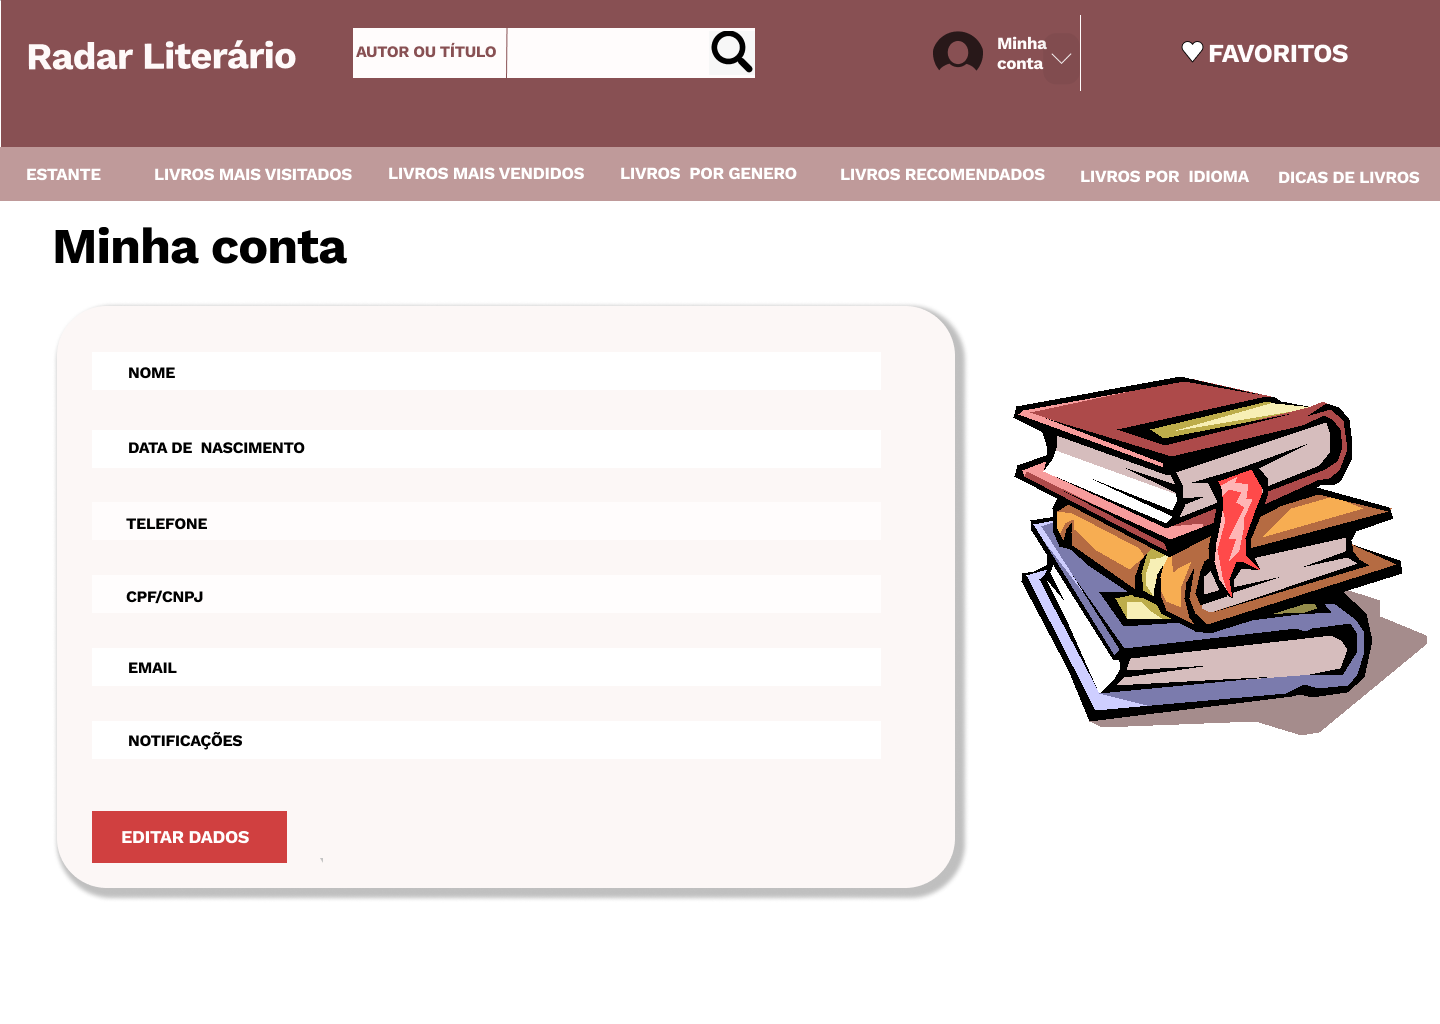 Radar Literário
AUTOR OU TÍTULO
Minha
conta
FAVORITOS
ESTANTE
LIVROS MAIS VISITADOS
LIVROS MAIS VENDIDOS
LIVROS  POR GENERO
LIVROS RECOMENDADOS
LIVROS POR  IDIOMA
DICAS DE LIVROS
Minha conta
NOME
DATA DE  NASCIMENTO
TELEFONE
CPF/CNPJ
EMAIL
NOTIFICAÇÕES
EDITAR DADOS